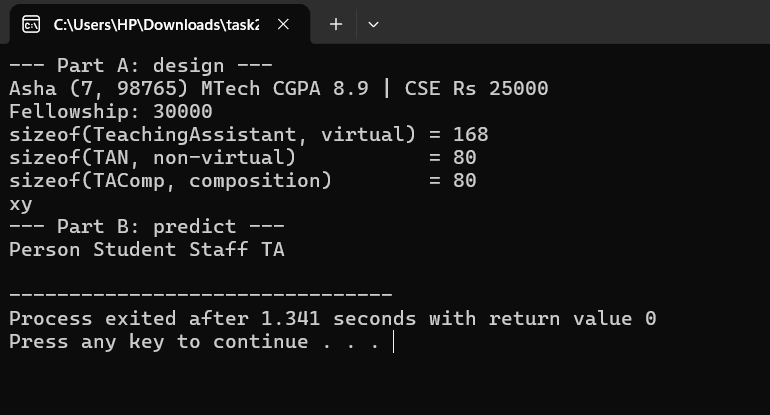 C:\Users\HP\Downloads\task2
--- Part A: design ---
Asha (7, 98765) MTech CGPA 8.9 | CSE Rs 25000
Fellowship: 30000
sizeof(TeachingAssistant, virtual) = 168
sizeof(TAN, non-virtual)           = 80
sizeof(TAComp, composition)        = 80
xy
--- Part B: predict ---
Person Student Staff TA
--------------------------------
Process exited after 1.341 seconds with return value 0
Press any key to continue . . .